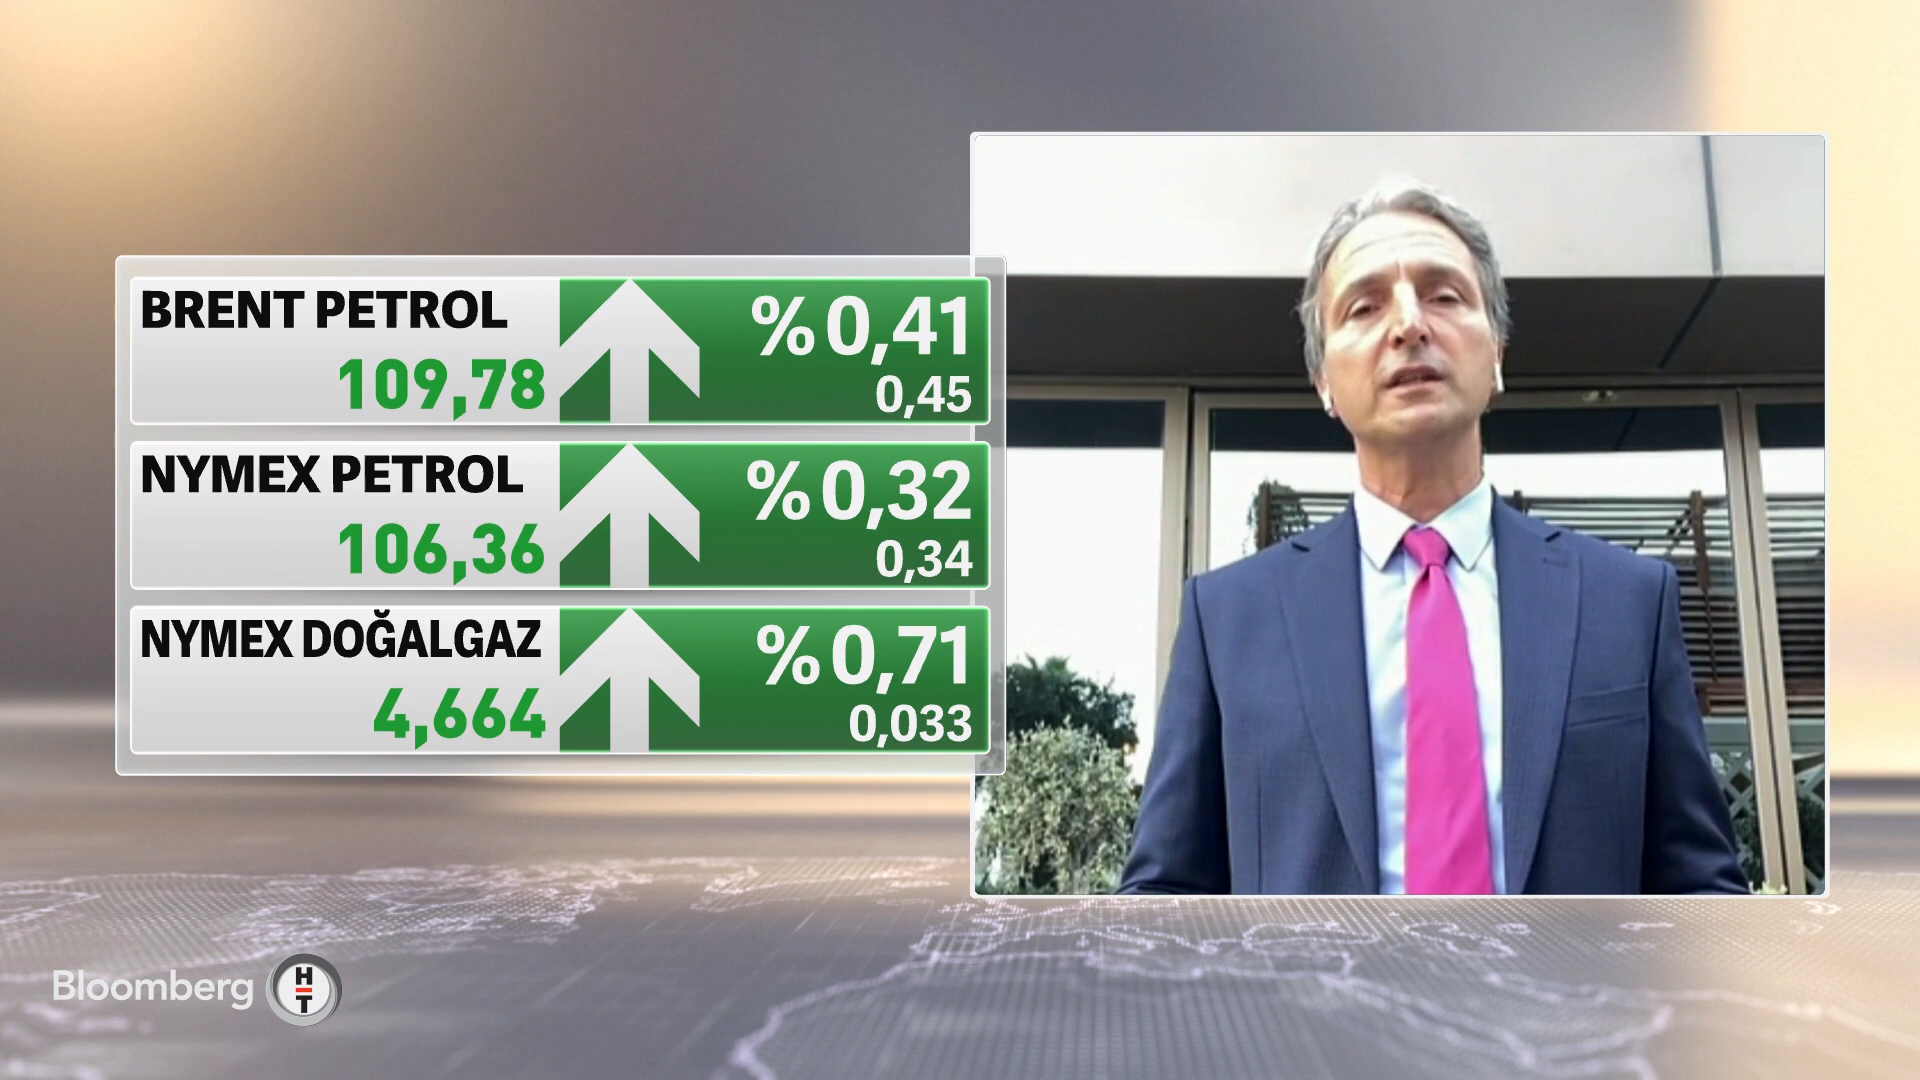 BRENT PETROL
109,78
%0,41
0,45
NYMEX PETROL
106,36
%0,32
0,34
NYMEX DOĞALGAZ
4,664
%0,71
0,033
Bloomberg HT